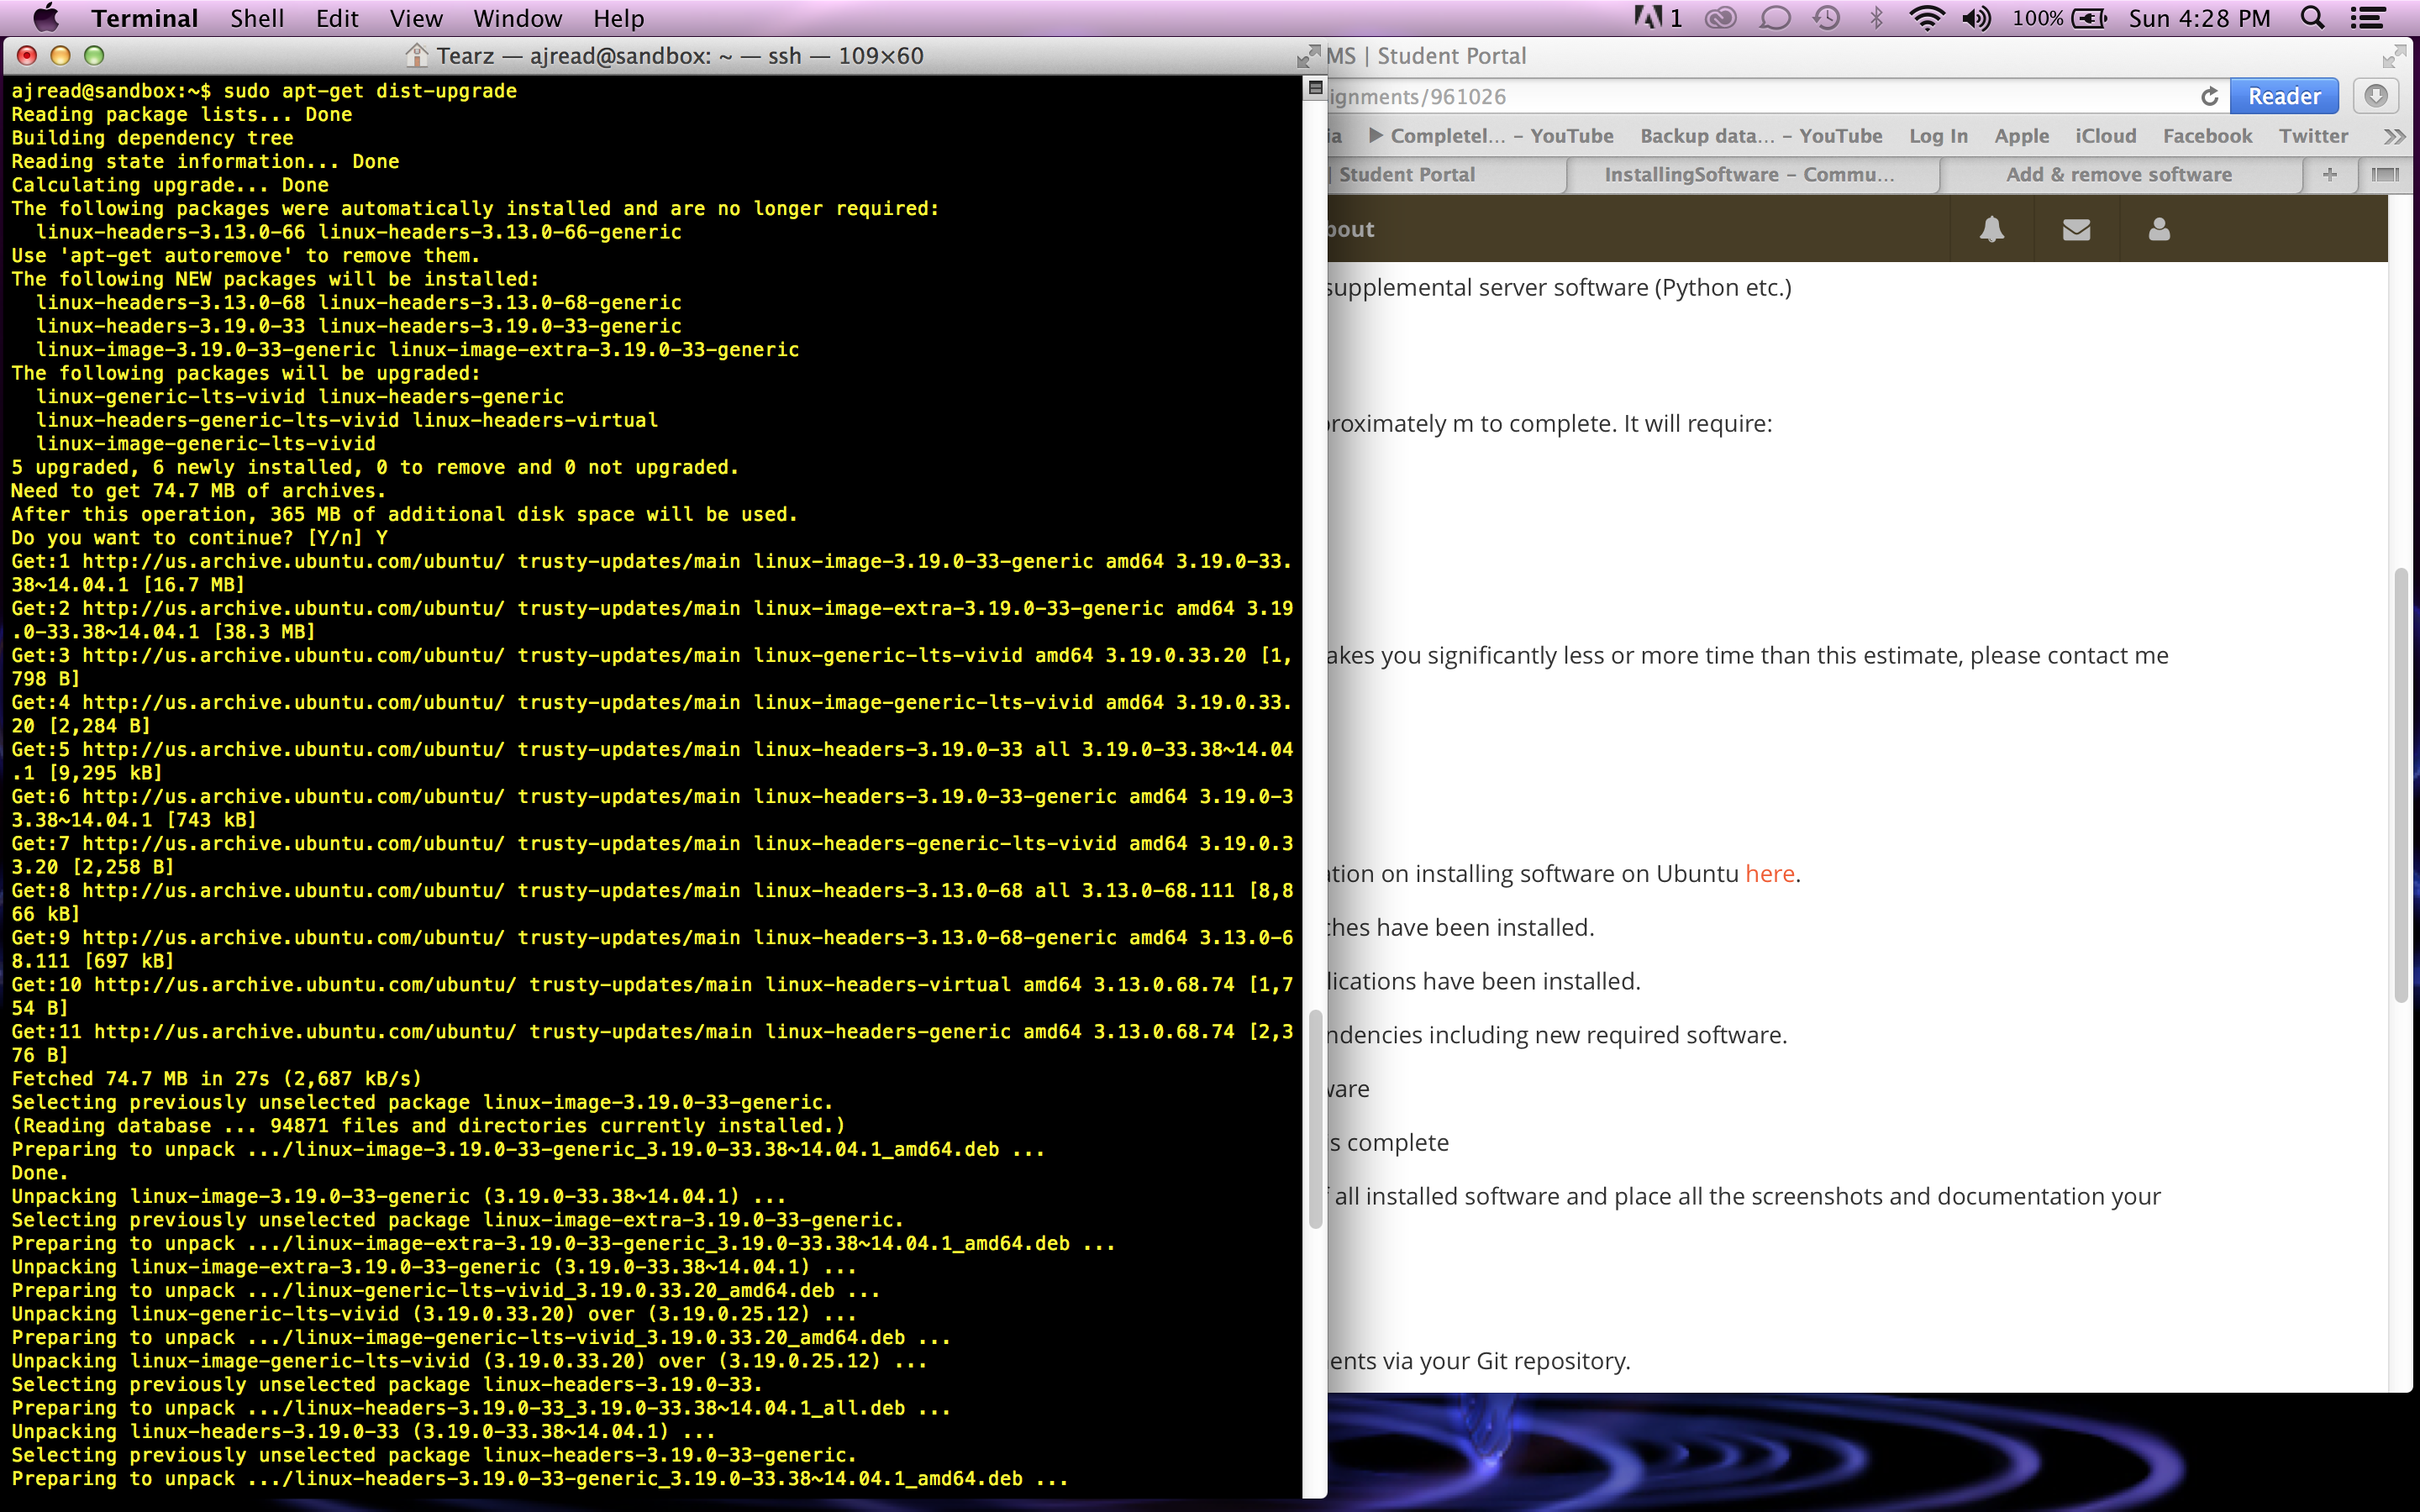 Terminal Shell Edit View Window Help 1 100% Sun 4:28 PM
Tearz — ajread@sandbox: ~ — ssh — 109×60
ajread@sandbox:~$ sudo apt-get dist-upgrade
Reading package lists... Done
Building dependency tree
Reading state information... Done
Calculating upgrade... Done
The following packages were automatically installed and are no longer required:
linux-headers-3.13.0-66 linux-headers-3.13.0-66-generic
Use 'apt-get autoremove' to remove them.
The following NEW packages will be installed:
linux-headers-3.13.0-68 linux-headers-3.13.0-68-generic
linux-headers-3.19.0-33 linux-headers-3.19.0-33-generic
linux-image-3.19.0-33-generic linux-image-extra-3.19.0-33-generic
The following packages will be upgraded:
linux-generic-lts-vivid linux-headers-generic
linux-headers-generic-lts-vivid linux-headers-virtual
linux-image-generic-lts-vivid
5 upgraded, 6 newly installed, 0 to remove and 0 not upgraded.
Need to get 74.7 MB of archives.
After this operation, 365 MB of additional disk space will be used.
Do you want to continue? [Y/n] Y
Get:1 http://us.archive.ubuntu.com/ubuntu/ trusty-updates/main linux-image-3.19.0-33-generic amd64 3.19.0-33.
38~14.04.1 [16.7 MB]
Get:2 http://us.archive.ubuntu.com/ubuntu/ trusty-updates/main linux-image-extra-3.19.0-33-generic amd64 3.19
.0-33.38~14.04.1 [38.3 MB]
Get:3 http://us.archive.ubuntu.com/ubuntu/ trusty-updates/main linux-generic-lts-vivid amd64 3.19.0.33.20 [1,
798 B]
Get:4 http://us.archive.ubuntu.com/ubuntu/ trusty-updates/main linux-image-generic-lts-vivid amd64 3.19.0.33.
20 [2,284 B]
Get:5 http://us.archive.ubuntu.com/ubuntu/ trusty-updates/main linux-headers-3.19.0-33 all 3.19.0-33.38~14.04
.1 [9,295 kB]
Get:6 http://us.archive.ubuntu.com/ubuntu/ trusty-updates/main linux-headers-3.19.0-33-generic amd64 3.19.0-3
3.38~14.04.1 [743 kB]
Get:7 http://us.archive.ubuntu.com/ubuntu/ trusty-updates/main linux-headers-generic-lts-vivid amd64 3.19.0.3
3.20 [2,258 B]
Get:8 http://us.archive.ubuntu.com/ubuntu/ trusty-updates/main linux-headers-3.13.0-68 all 3.13.0-68.111 [8,8
66 kB]
Get:9 http://us.archive.ubuntu.com/ubuntu/ trusty-updates/main linux-headers-3.13.0-68-generic amd64 3.13.0-6
8.111 [697 kB]
Get:10 http://us.archive.ubuntu.com/ubuntu/ trusty-updates/main linux-headers-virtual amd64 3.13.0.68.74 [1,7
54 B]
Get:11 http://us.archive.ubuntu.com/ubuntu/ trusty-updates/main linux-headers-generic amd64 3.13.0.68.74 [2,3
76 B]
Fetched 74.7 MB in 27s (2,687 kB/s)
Selecting previously unselected package linux-image-3.19.0-33-generic.
(Reading database ... 94871 files and directories currently installed.)
Preparing to unpack .../linux-image-3.19.0-33-generic_3.19.0-33.38~14.04.1_amd64.deb ...
Done.
Unpacking linux-image-3.19.0-33-generic (3.19.0-33.38~14.04.1) ...
Selecting previously unselected package linux-image-extra-3.19.0-33-generic.
Preparing to unpack .../linux-image-extra-3.19.0-33-generic_3.19.0-33.38~14.04.1_amd64.deb ...
Unpacking linux-image-extra-3.19.0-33-generic (3.19.0-33.38~14.04.1) ...
Preparing to unpack .../linux-generic-lts-vivid_3.19.0.33.20_amd64.deb ...
Unpacking linux-generic-lts-vivid (3.19.0.33.20) over (3.19.0.25.12) ...
Preparing to unpack .../linux-image-generic-lts-vivid_3.19.0.33.20_amd64.deb ...
Unpacking linux-image-generic-lts-vivid (3.19.0.33.20) over (3.19.0.25.12) ...
Selecting previously unselected package linux-headers-3.19.0-33.
Preparing to unpack .../linux-headers-3.19.0-33_3.19.0-33.38~14.04.1_all.deb ...
Unpacking linux-headers-3.19.0-33 (3.19.0-33.38~14.04.1) ...
Selecting previously unselected package linux-headers-3.19.0-33-generic.
Preparing to unpack .../linux-headers-3.19.0-33-generic_3.19.0-33.38~14.04.1_amd64.deb ...
MS | Student Portal
ignments/961026 Reader
ia Completel... – YouTube Backup data... – YouTube Log In Apple iCloud Facebook Twitter >>
| Student Portal InstallingSoftware – Commu... Add & remove software +
bout
supplemental server software (Python etc.)
proximately m to complete. It will require:
akes you significantly less or more time than this estimate, please contact me
ation on installing software on Ubuntu here.
ches have been installed.
lications have been installed.
ndencies including new required software.
ware
s complete
f all installed software and place all the screenshots and documentation your
ents via your Git repository.